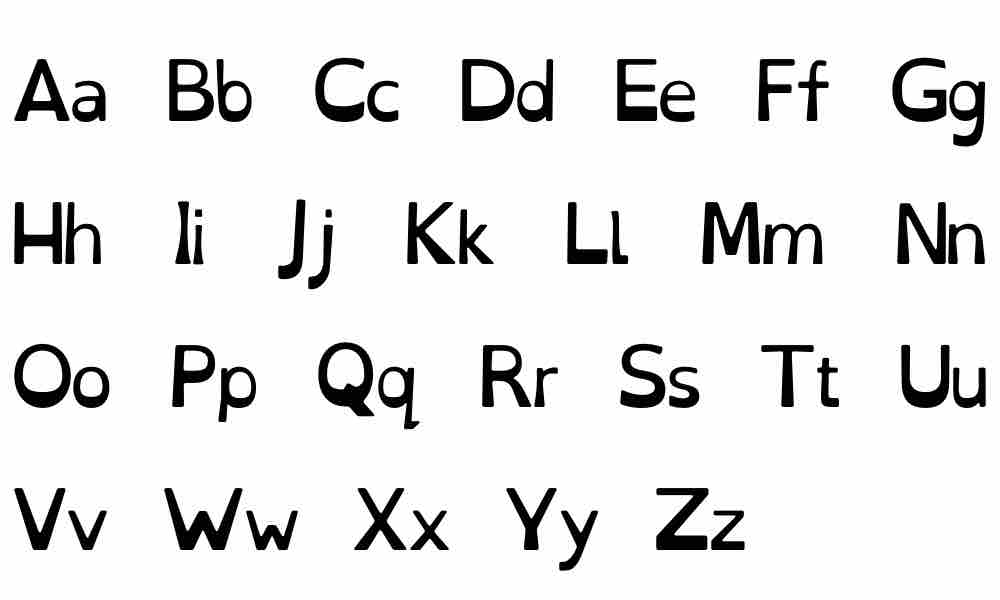 Aa Bb Cc Dd Ee Ff Gg
Hh Ii Jj Kk Ll Mm Nn
Oo Pp Qq Rr Ss Tt Uu
Vv Ww Xx Yy Zz